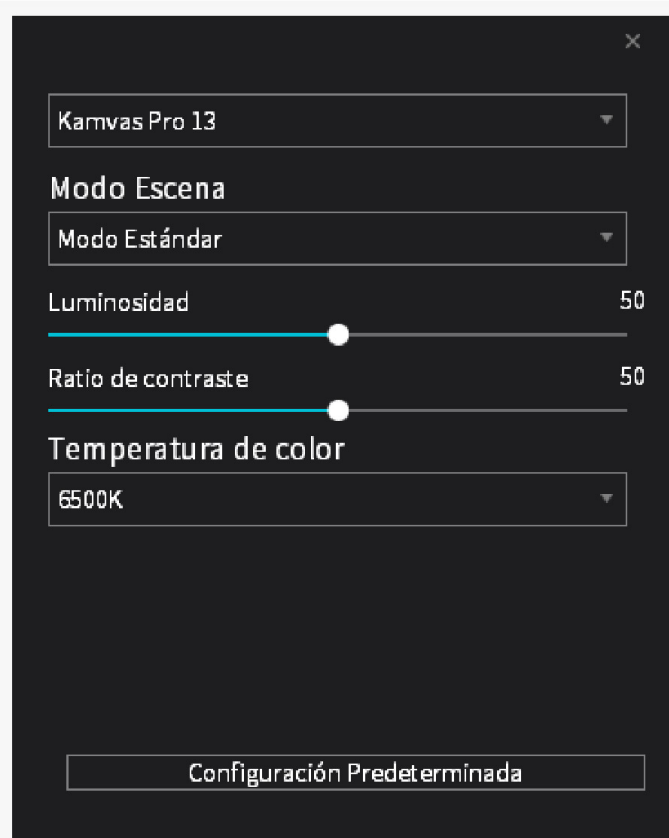 Kamvas Pro 13
Modo Escena
Modo Estándar
Luminosidad 50
Ratio de contraste 50
Temperatura de color
6500K
Configuración Predeterminada